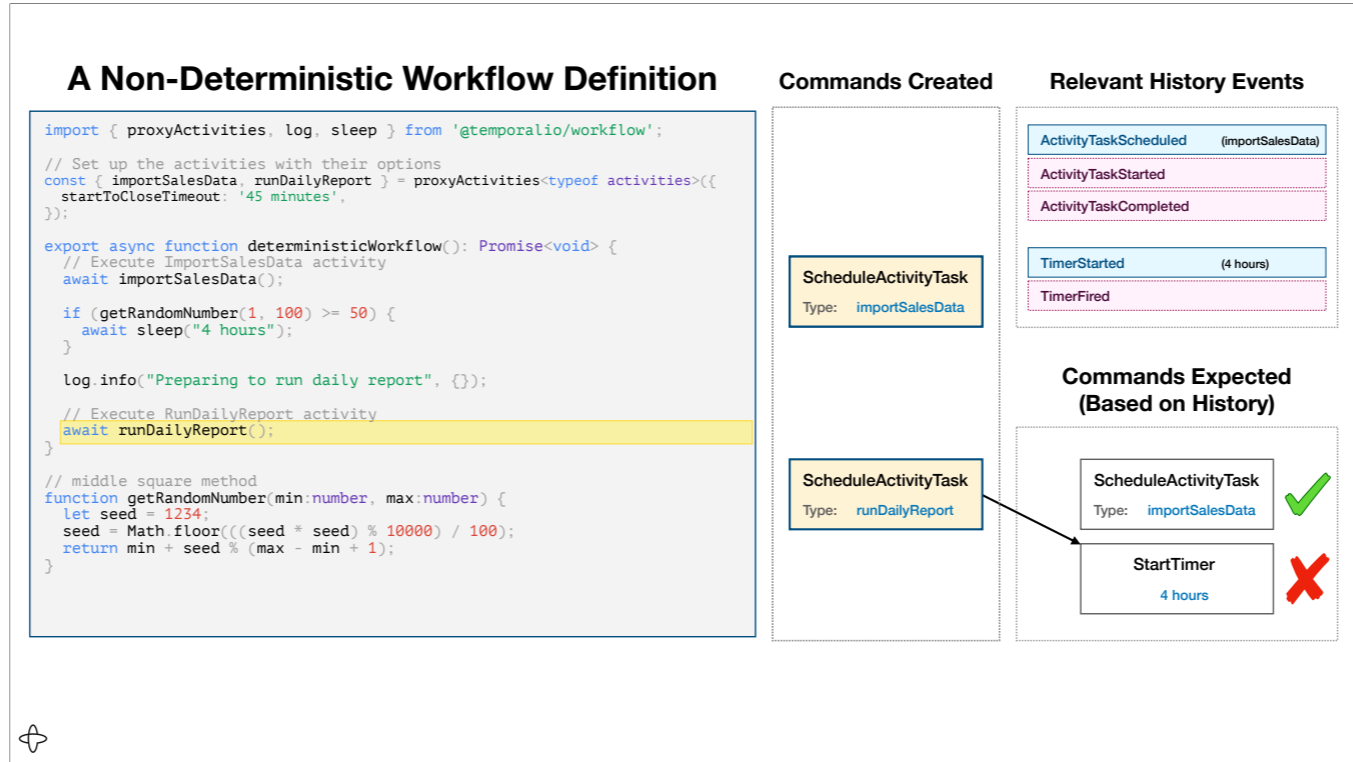 A Non-Deterministic Workflow Definition
import { proxyActivities, log, sleep } from '@temporalio/workflow';
// Set up the activities with their options
const { importSalesData, runDailyReport } = proxyActivities<typeof activities>({
  startToCloseTimeout: '45 minutes',
});
export async function deterministicWorkflow(): Promise<void> {
  // Execute ImportSalesData activity
  await importSalesData();
  if (getRandomNumber(1, 100) >= 50) {
    await sleep("4 hours");
  }
  log.info("Preparing to run daily report", {});
  // Execute RunDailyReport activity
  await runDailyReport();
}
// middle square method
function getRandomNumber(min:number, max:number) {
  let seed = 1234;
  seed = Math.floor(((seed * seed) % 10000) / 100);
  return min + seed % (max - min + 1);
}
Commands Created
ScheduleActivityTask
Type: importSalesData
ScheduleActivityTask
Type: runDailyReport
Relevant History Events
ActivityTaskScheduled (importSalesData)
ActivityTaskStarted
ActivityTaskCompleted
TimerStarted (4 hours)
TimerFired
Commands Expected
(Based on History)
ScheduleActivityTask
Type: importSalesData
StartTimer
4 hours